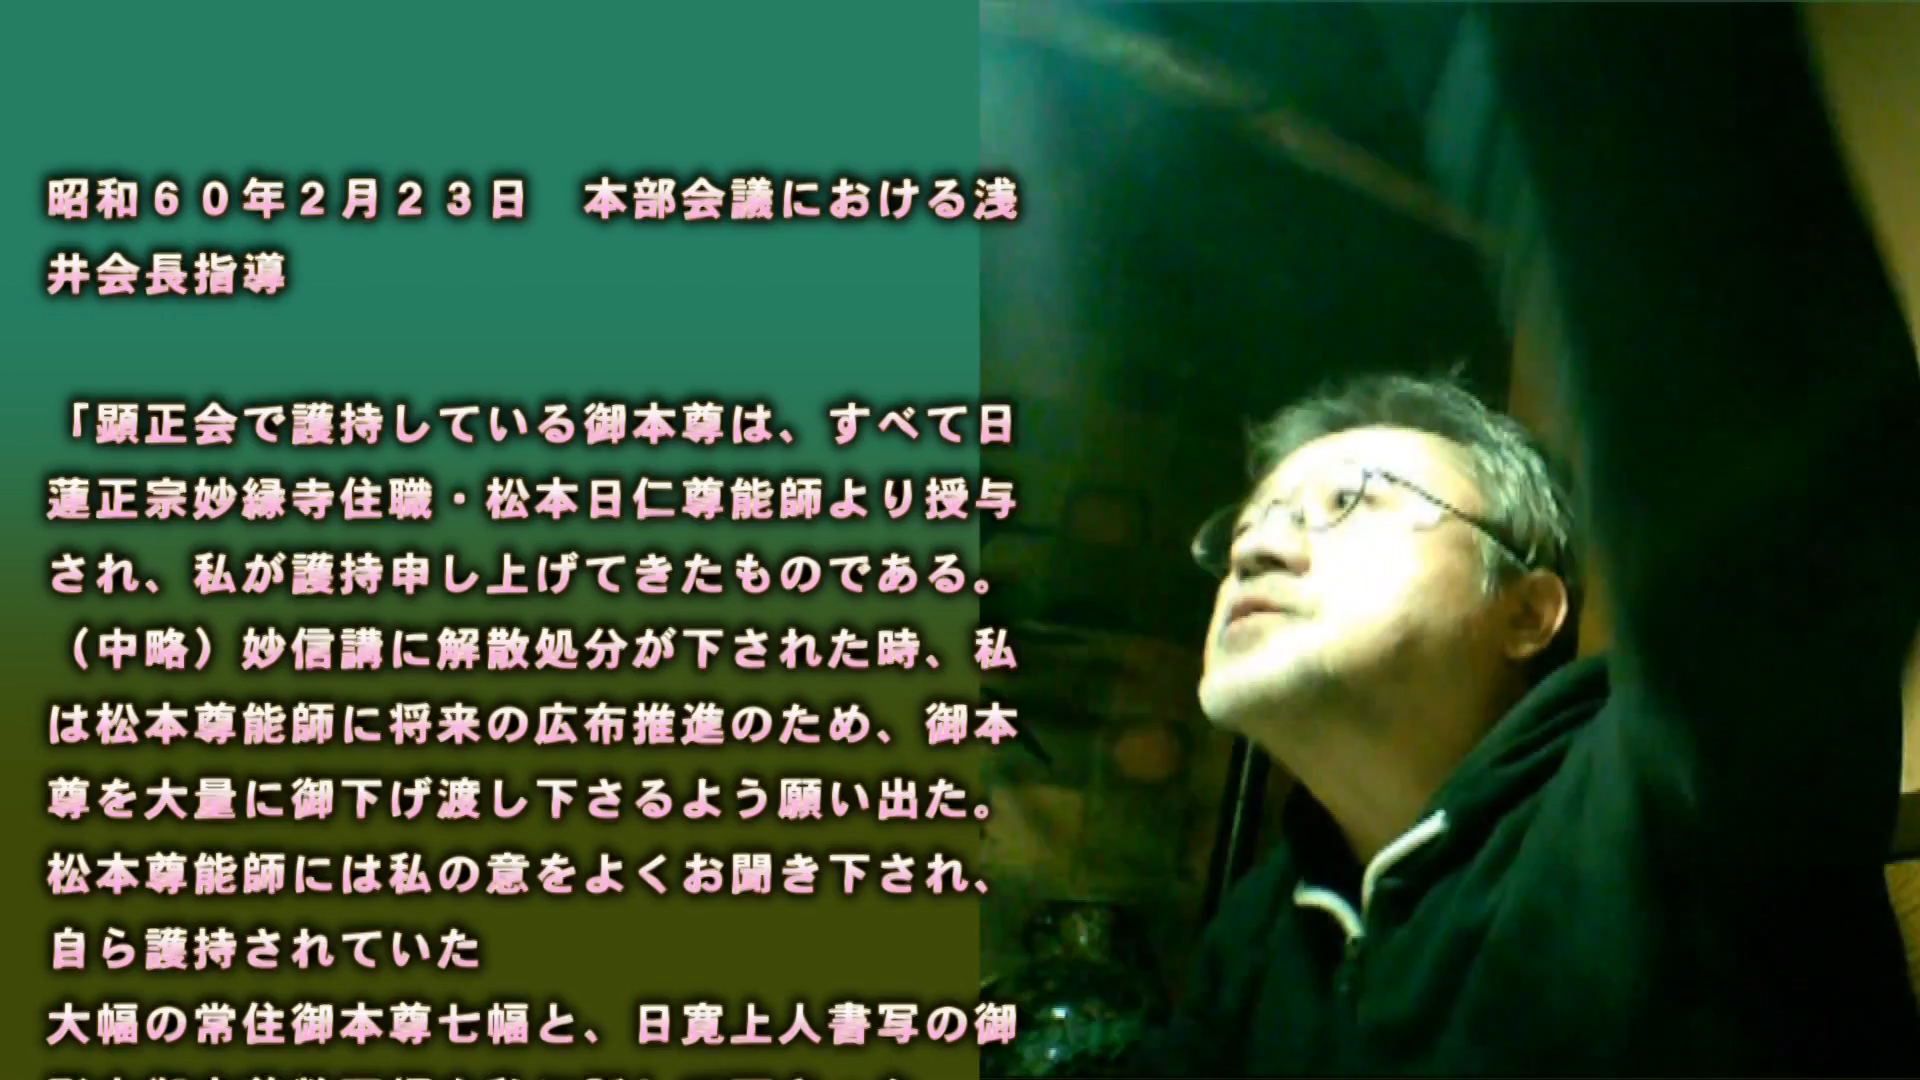 昭和６０年２月２３日　本部会議における浅
井会長指導
「顕正会で護持している御本尊は、すべて日
蓮正宗妙縁寺住職・松本日仁尊能師より授与
され、私が護持申し上げてきたものである。
（中略）妙信講に解散処分が下された時、私
は松本尊能師に将来の広布推進のため、御本
尊を大量に御下げ渡し下さるよう願い出た。
松本尊能師には私の意をよくお聞き下され、
自ら護持されていた
大幅の常住御本尊七幅と、日寛上人書写の御